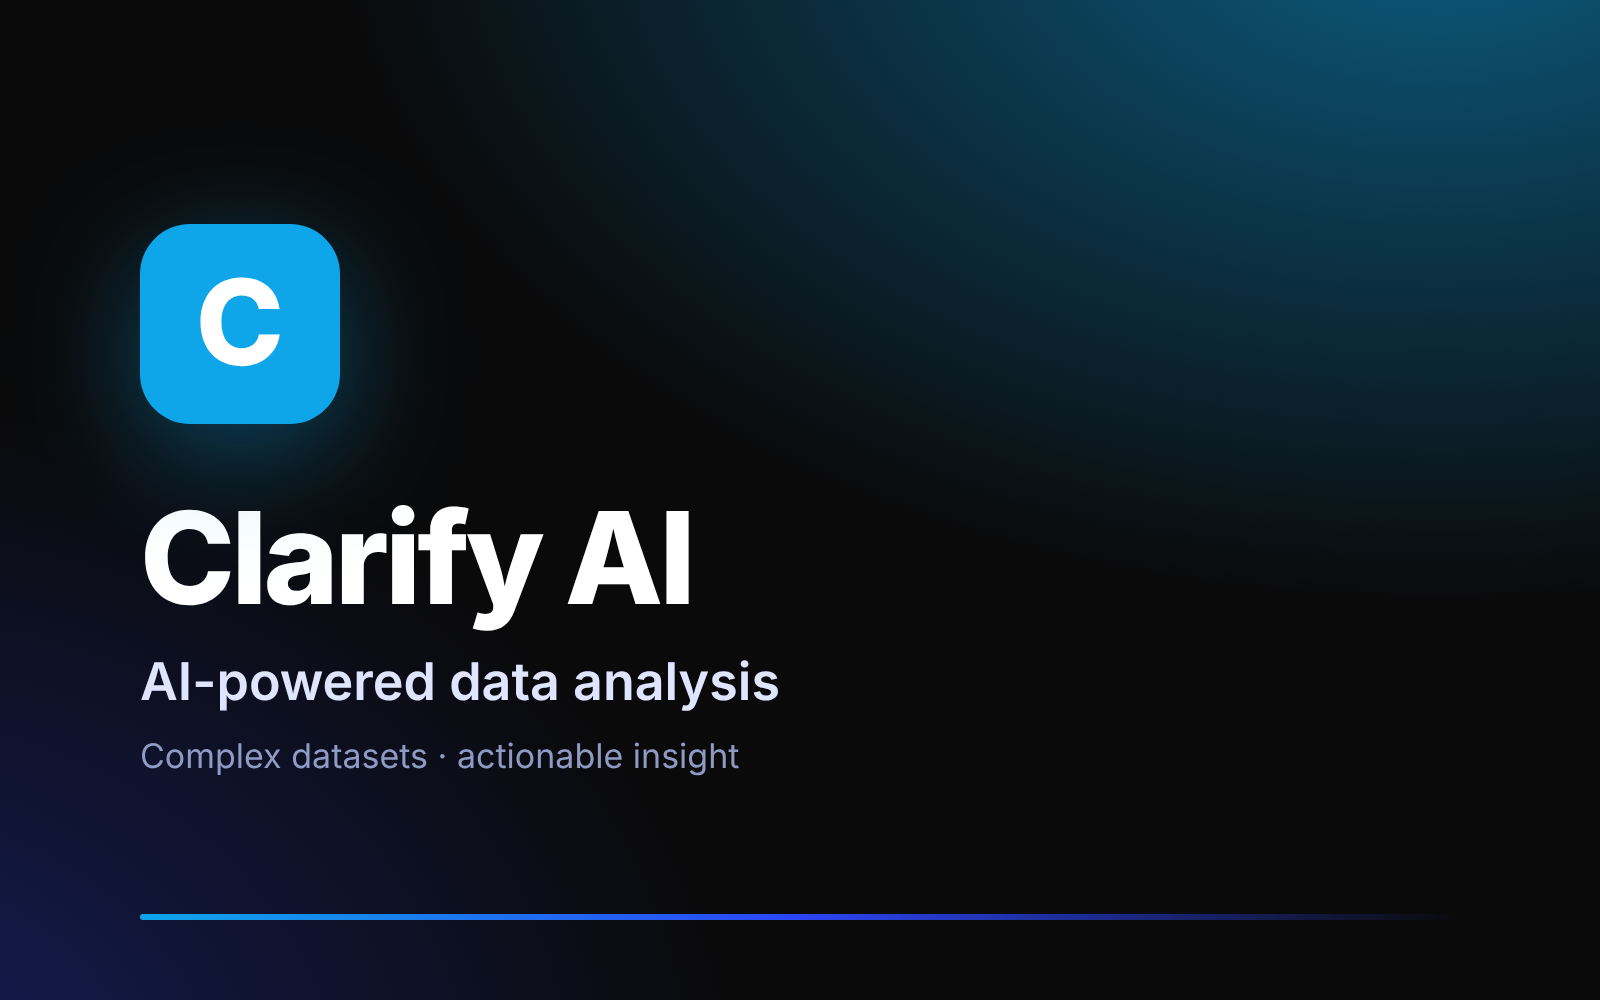 C
Clarify AI
AI-powered data analysis
Complex datasets · actionable insight